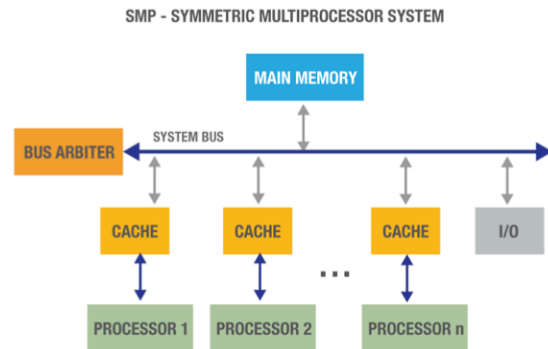 SMP - SYMMETRIC MULTIPROCESSOR SYSTEM
MAIN MEMORY
SYSTEM BUS
BUS ARBITER
CACHE
CACHE
CACHE
I/O
...
PROCESSOR 1
PROCESSOR 2
PROCESSOR n